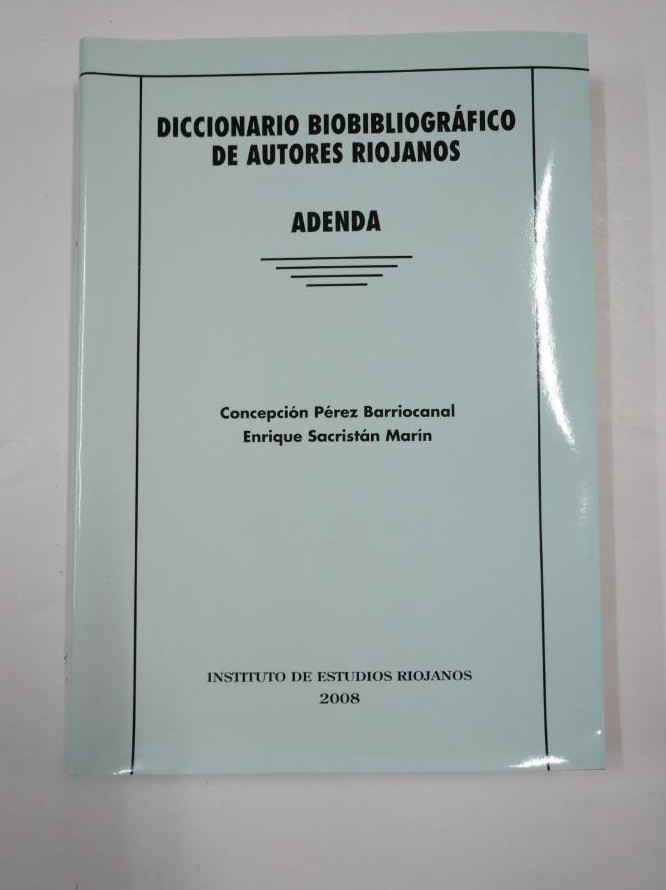 DICCIONARIO BIOBIBLIOGRÁFICO
DE AUTORES RIOJANOS
ADENDA
Concepción Pérez Barriocanal
Enrique Sacristán Marín
INSTITUTO DE ESTUDIOS RIOJANOS
2008